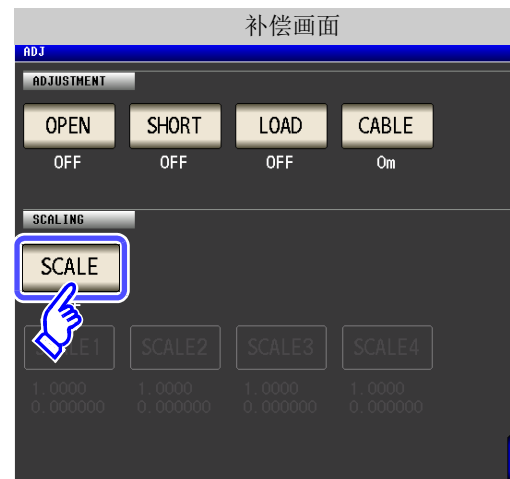 补偿画面
ADJ
ADJUSTMENT
OPEN SHORT LOAD CABLE
OFF OFF OFF 0m
SCALING
SCALE
SCALE2 SCALE3 SCALE4
1.0000 1.0000 1.0000 1.0000
0.000000 0.000000 0.000000 0.000000